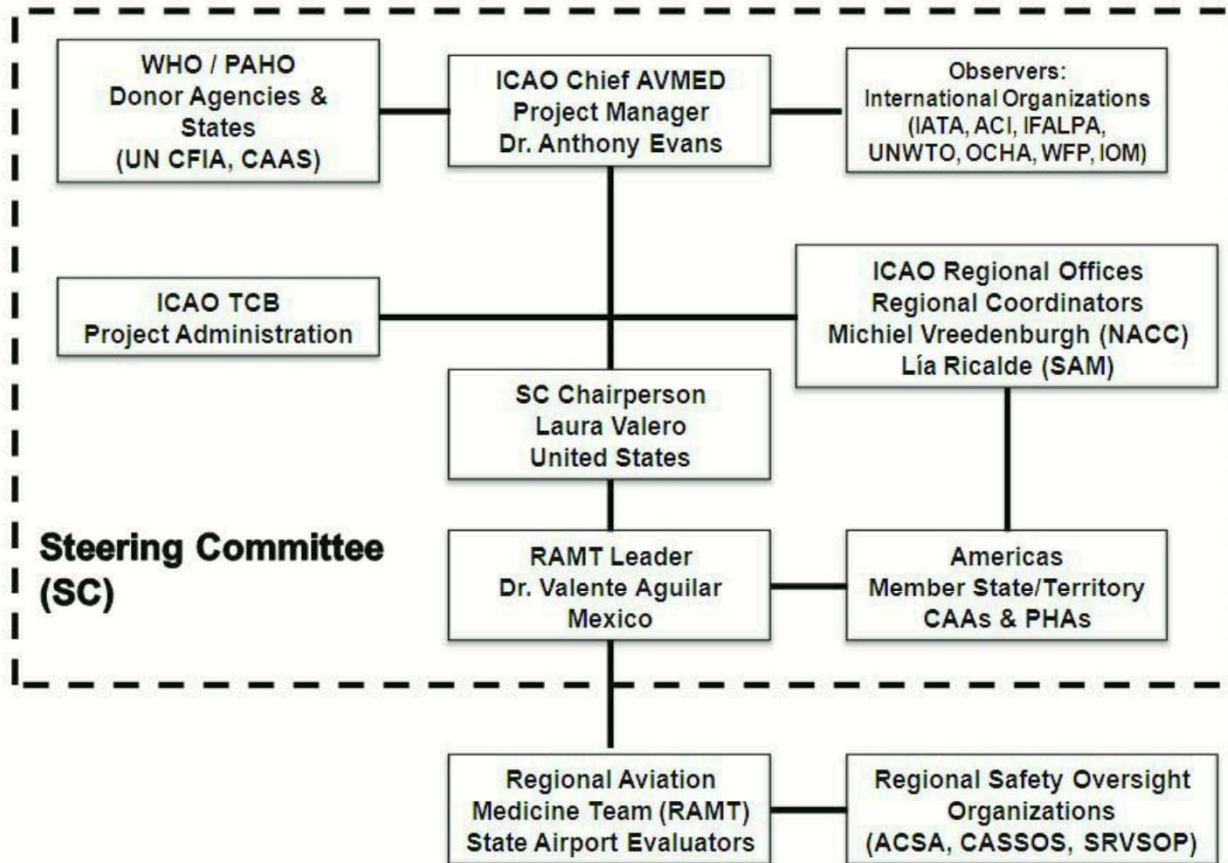 WHO / PAHO
Donor Agencies &
States
(UN CFIA, CAAS)
ICAO Chief AVMED
Project Manager
Dr. Anthony Evans
Observers:
International Organizations
(IATA, ACI, IFALPA,
UNWTO, OCHA, WFP, IOM)
ICAO TCB
Project Administration
ICAO Regional Offices
Regional Coordinators
Michiel Vreedenburgh (NACC)
Lía Ricalde (SAM)
SC Chairperson
Laura Valero
United States
Steering Committee
(SC)
RAMT Leader
Dr. Valente Aguilar
Mexico
Americas
Member State/Territory
CAAs & PHAs
Regional Aviation
Medicine Team (RAMT)
State Airport Evaluators
Regional Safety Oversight
Organizations
(ACSA, CASSOS, SRVSOP)